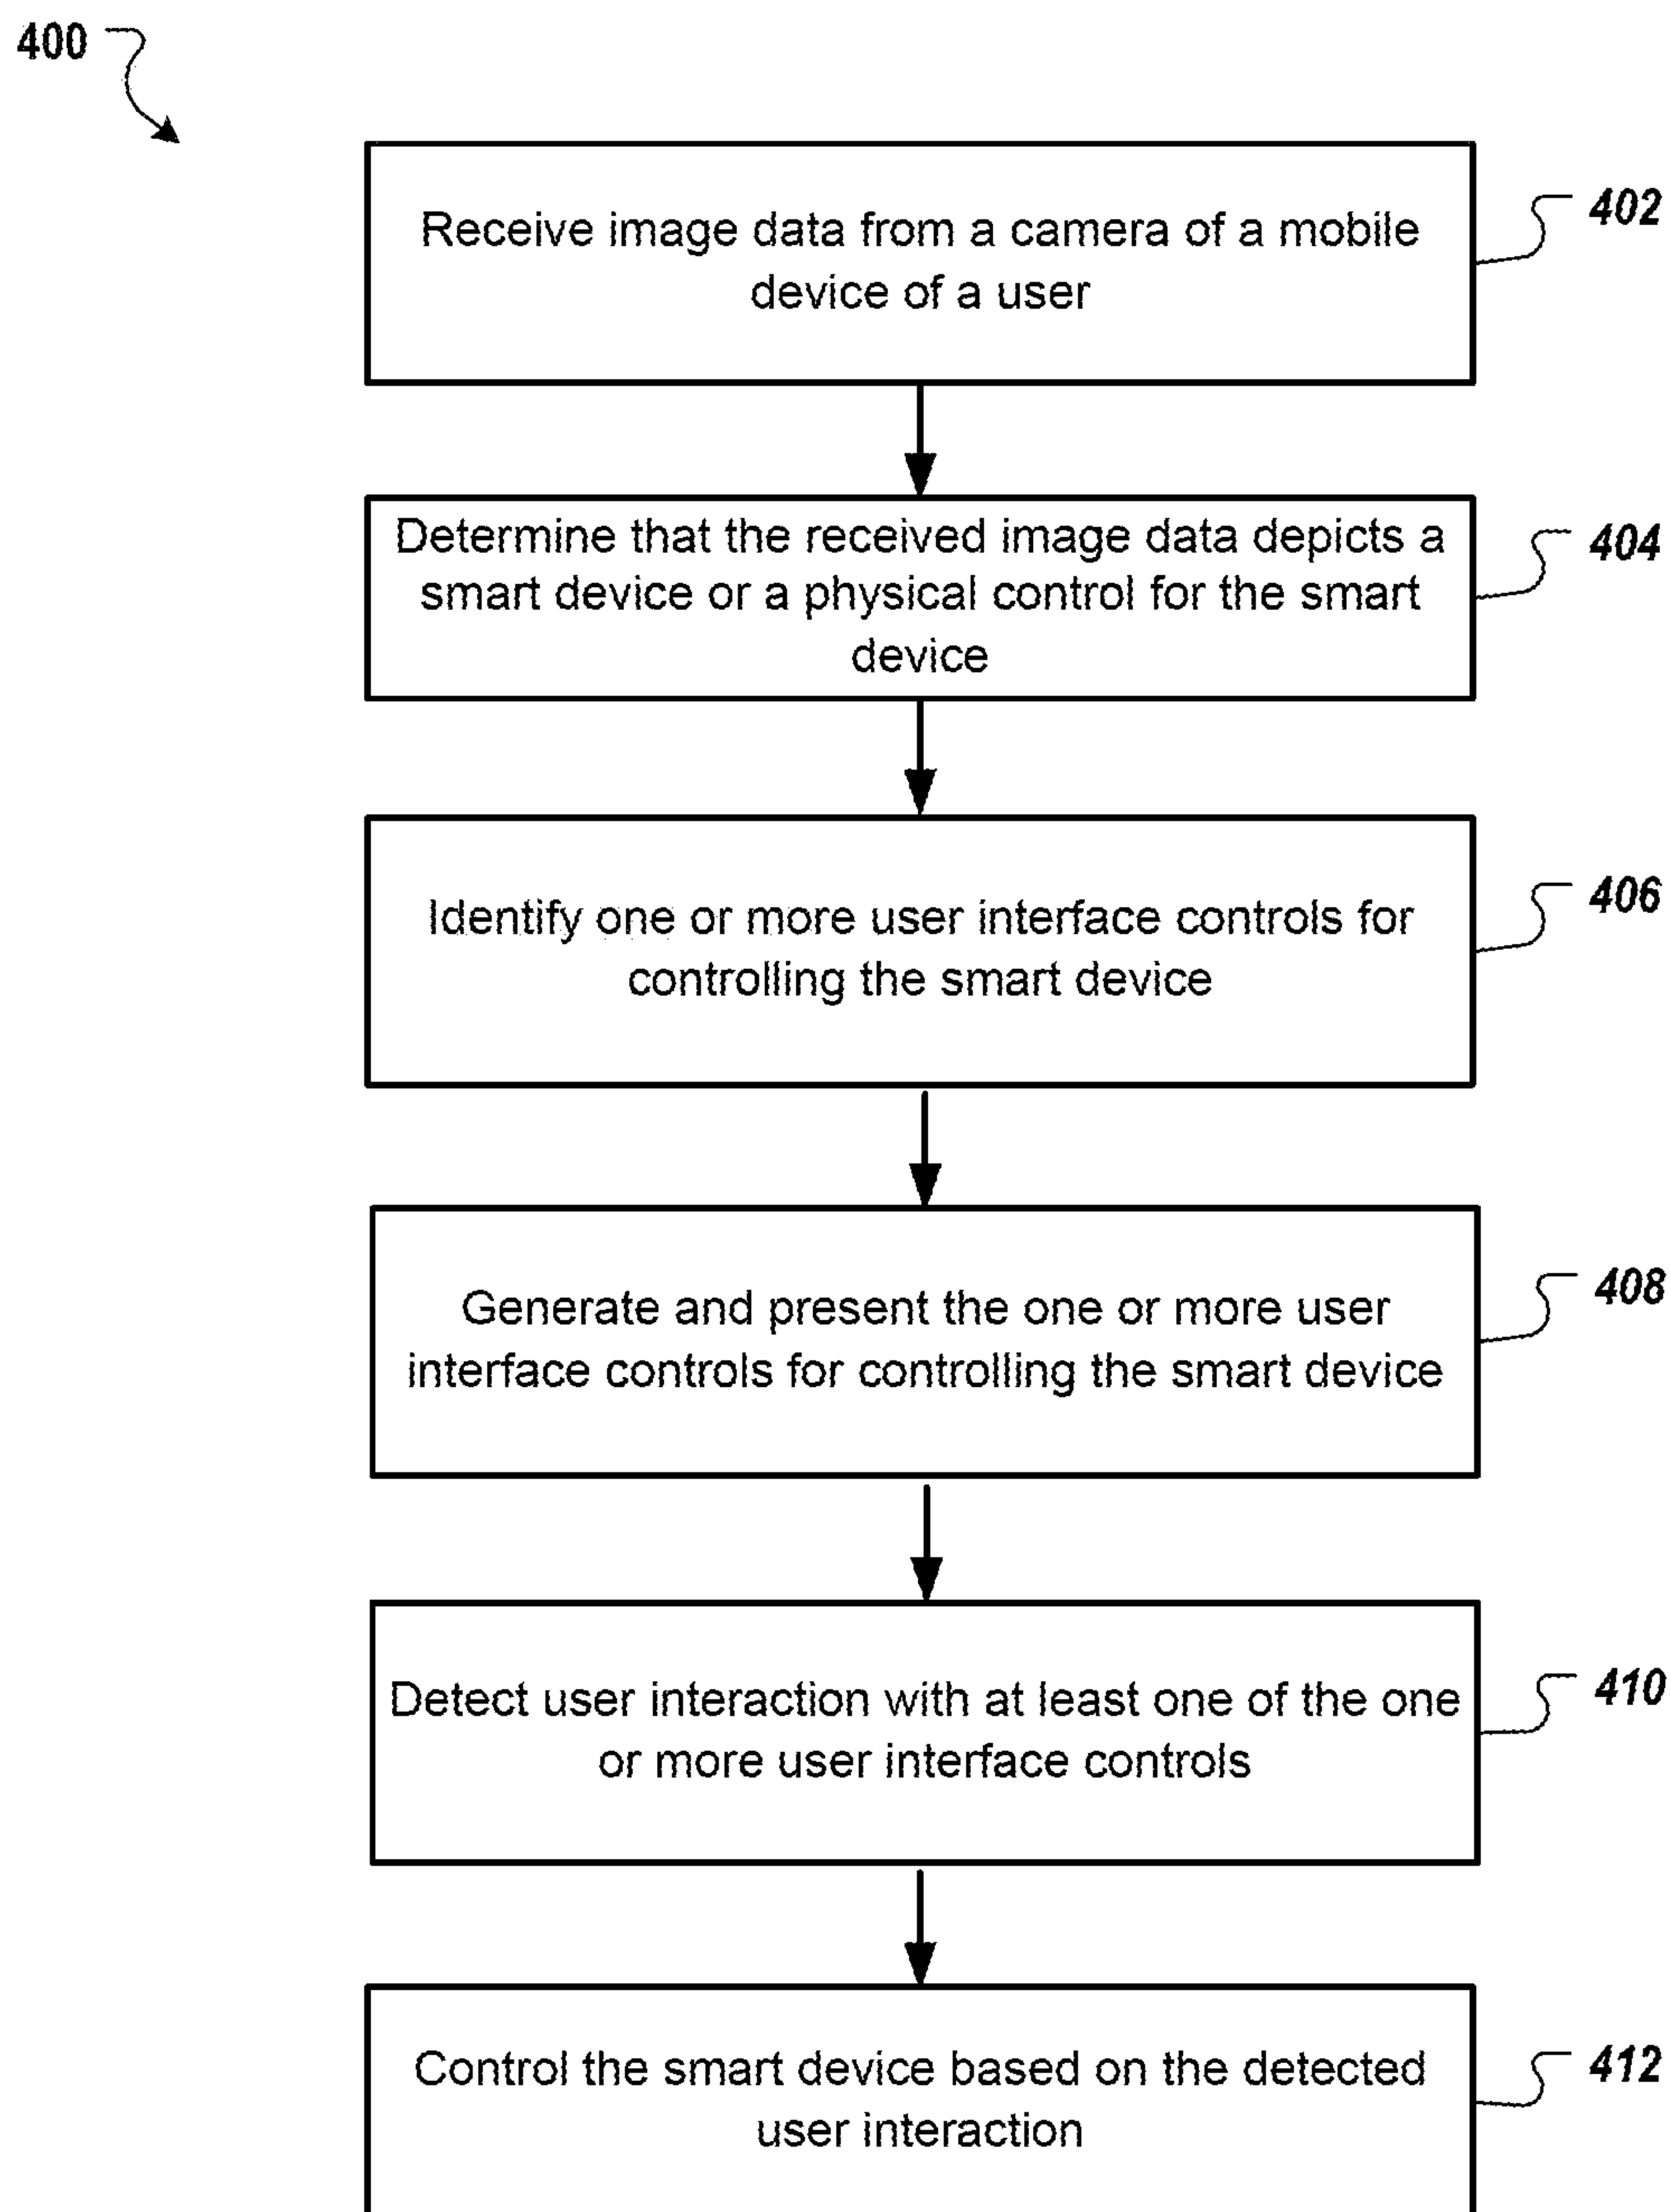 400
Receive image data from a camera of a mobile
device of a user
402
Determine that the received image data depicts a
smart device or a physical control for the smart
device
404
Identify one or more user interface controls for
controlling the smart device
406
Generate and present the one or more user
interface controls for controlling the smart device
408
Detect user interaction with at least one of the one
or more user interface controls
410
Control the smart device based on the detected
user interaction
412